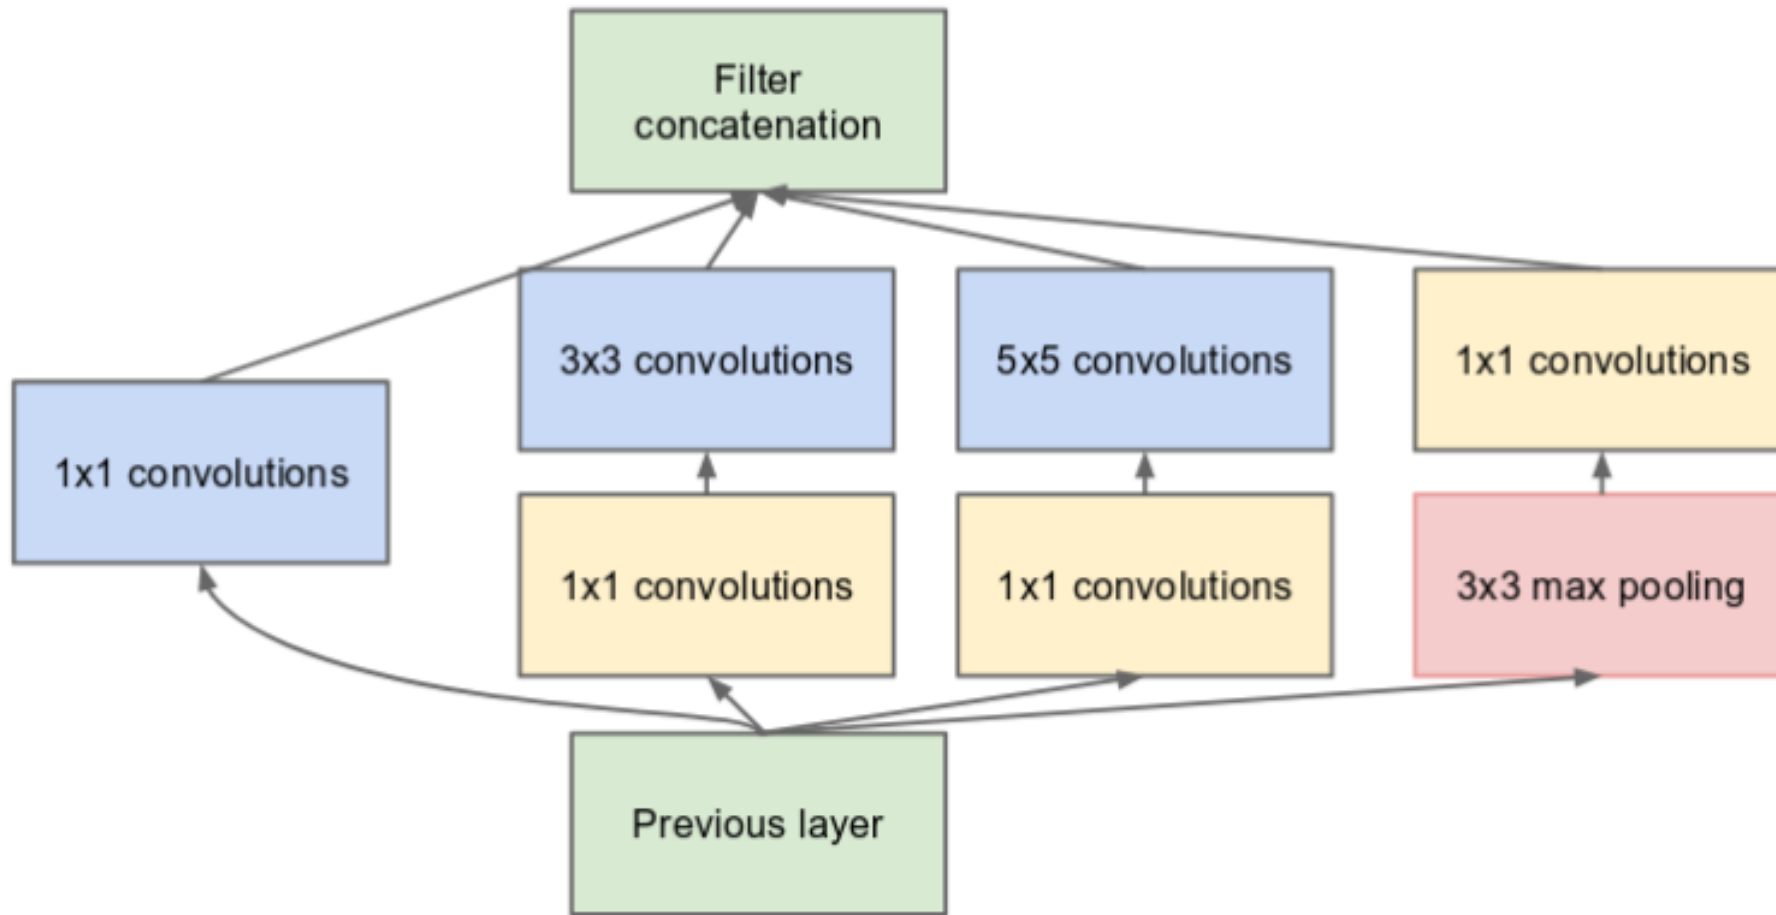 Filter
concatenation
3x3 convolutions
5x5 convolutions
1x1 convolutions
1x1 convolutions
1x1 convolutions
1x1 convolutions
3x3 max pooling
Previous layer